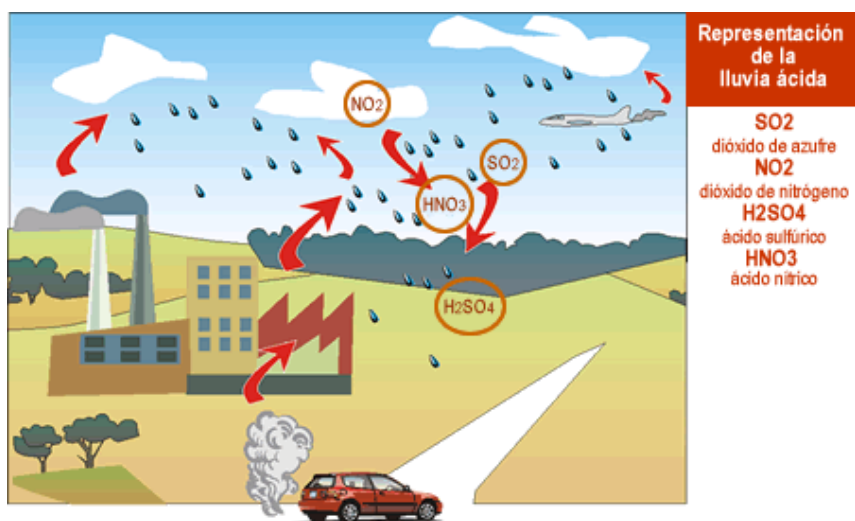 Representación
de la
lluvia ácida
SO2
dióxido de azufre
NO2
dióxido de nitrógeno
H2SO4
ácido sulfúrico
HNO3
ácido nítrico
NO2
SO2
HNO3
H2SO4